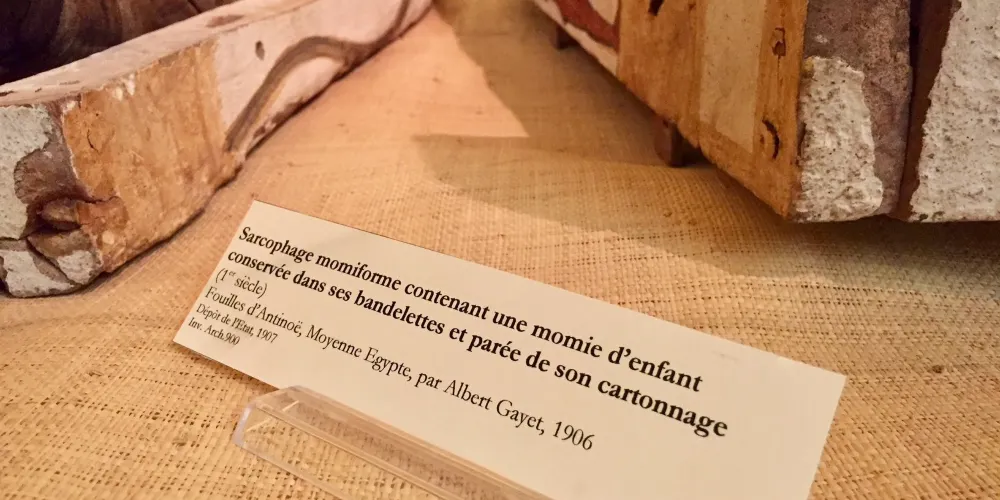 Sarcophage momiforme contenant une momie d'enfant
conservée dans ses bandelettes et parée de son cartonnage
(1er siècle)
Fouilles d'Antinoë, Moyenne Egypte, par Albert Gayet, 1906
Dépôt de l'Etat, 1907
Inv. Arch.900